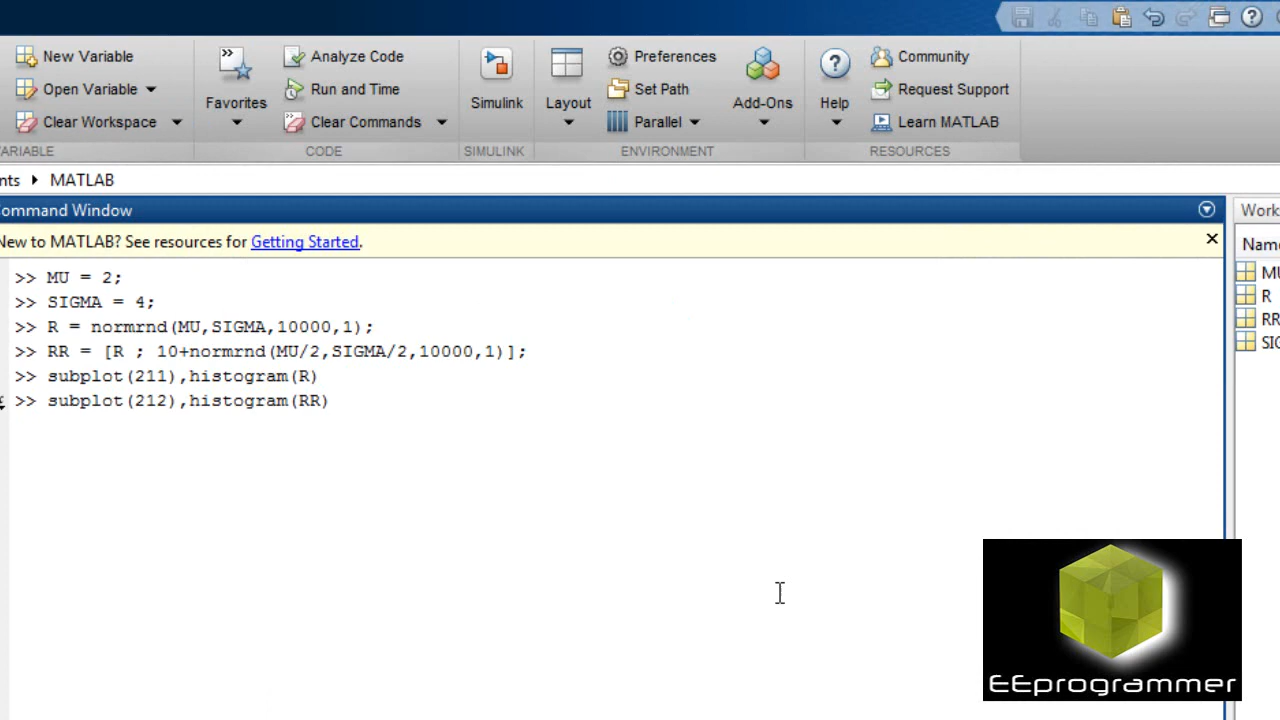 New Variable
Analyze Code
Preferences
Community
Open Variable
Run and Time
Set Path
Request Support
Favorites
Simulink
Layout
Add-Ons
Help
Clear Workspace
Clear Commands
Parallel
Learn MATLAB
ARIABLE
CODE
SIMULINK
ENVIRONMENT
RESOURCES
nts
MATLAB
ommand Window
Work
New to MATLAB? See resources for Getting Started.
Name
>> MU = 2;
>> SIGMA = 4;
>> R = normrnd(MU,SIGMA,10000,1);
>> RR = [R ; 10+normrnd(MU/2,SIGMA/2,10000,1)];
>> subplot(211),histogram(R)
>> subplot(212),histogram(RR)
MU
R
RR
SIG
EEprogrammer